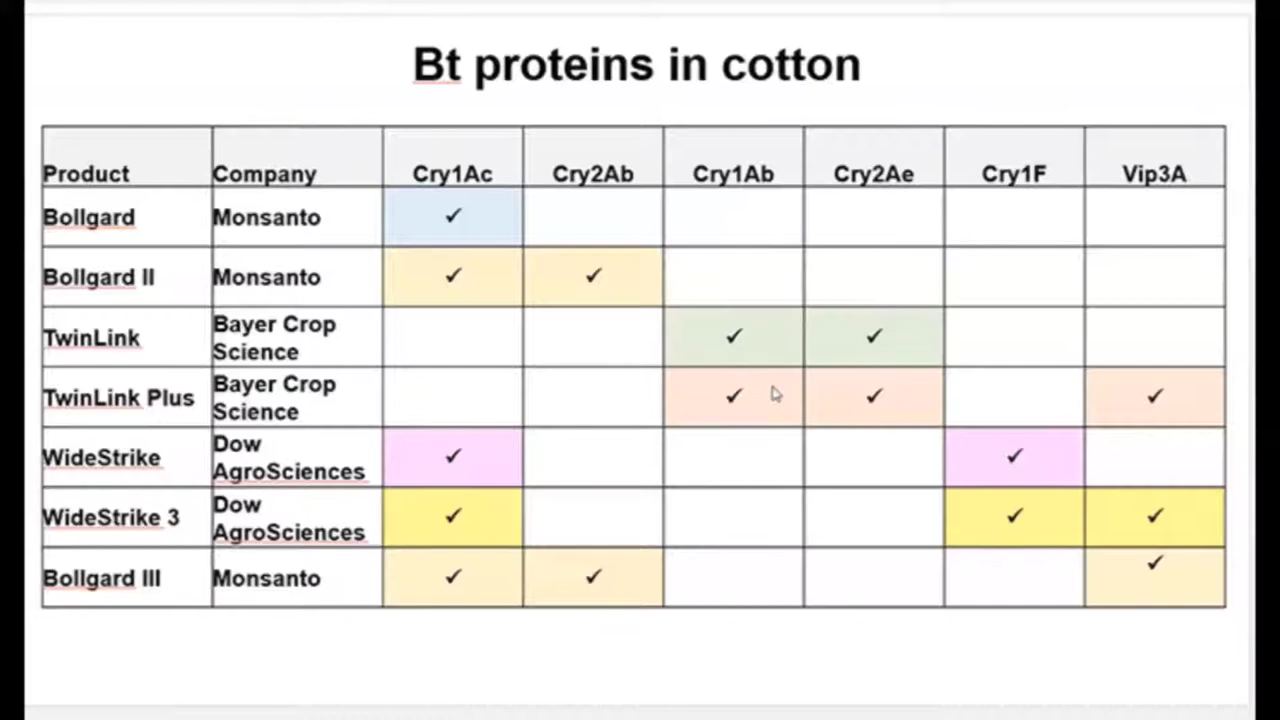 Bt proteins in cotton
Product Company Cry1Ac Cry2Ab Cry1Ab Cry2Ae Cry1F Vip3A
Bollgard Monsanto ✓
Bollgard II Monsanto ✓ ✓
TwinLink Bayer Crop Science ✓ ✓
TwinLink Plus Bayer Crop Science ✓ ✓ ✓
WideStrike Dow AgroSciences ✓ ✓
WideStrike 3 Dow AgroSciences ✓ ✓ ✓
Bollgard III Monsanto ✓ ✓ ✓